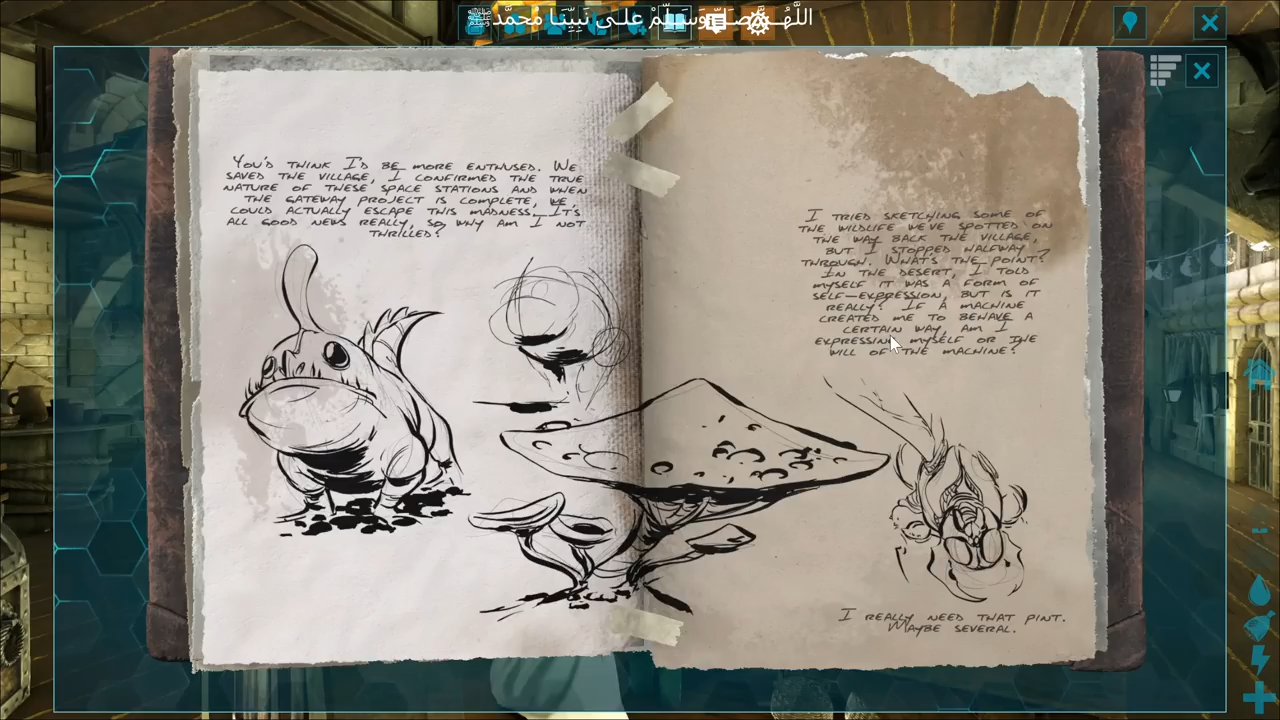 اللَّهُمَّ صَلِّ وَسَلِّمْ عَلَى نَبِيِّنَا مُحَمَّد ﷺ
YOU'D THINK I'D BE MORE ENTHUSED. WE
SAVED THE VILLAGE, I CONFIRMED THE TRUE
NATURE OF THESE SPACE STATIONS AND WHEN
THE GATEWAY PROJECT IS COMPLETE, WE
COULD ACTUALLY ESCAPE THIS MADNESS. IT'S
ALL GOOD NEWS REALLY, SO WHY AM I NOT
THRILLED?
I TRIED SKETCHING SOME OF
THE WILDLIFE WE'VE SPOTTED ON
THE WAY BACK THE VILLAGE,
BUT I STOPPED HALFWAY
THROUGH. WHAT'S THE POINT?
IN THE DESERT, I TOLD
MYSELF IT WAS A FORM OF
SELF-EXPRESSION, BUT IS IT
REALLY? IF A MACHINE
CREATED ME TO BEHAVE A
CERTAIN WAY, AM I
EXPRESSING MYSELF OR THE
WILL OF THE MACHINE?
I REALLY NEED THAT PINT.
MAYBE SEVERAL.